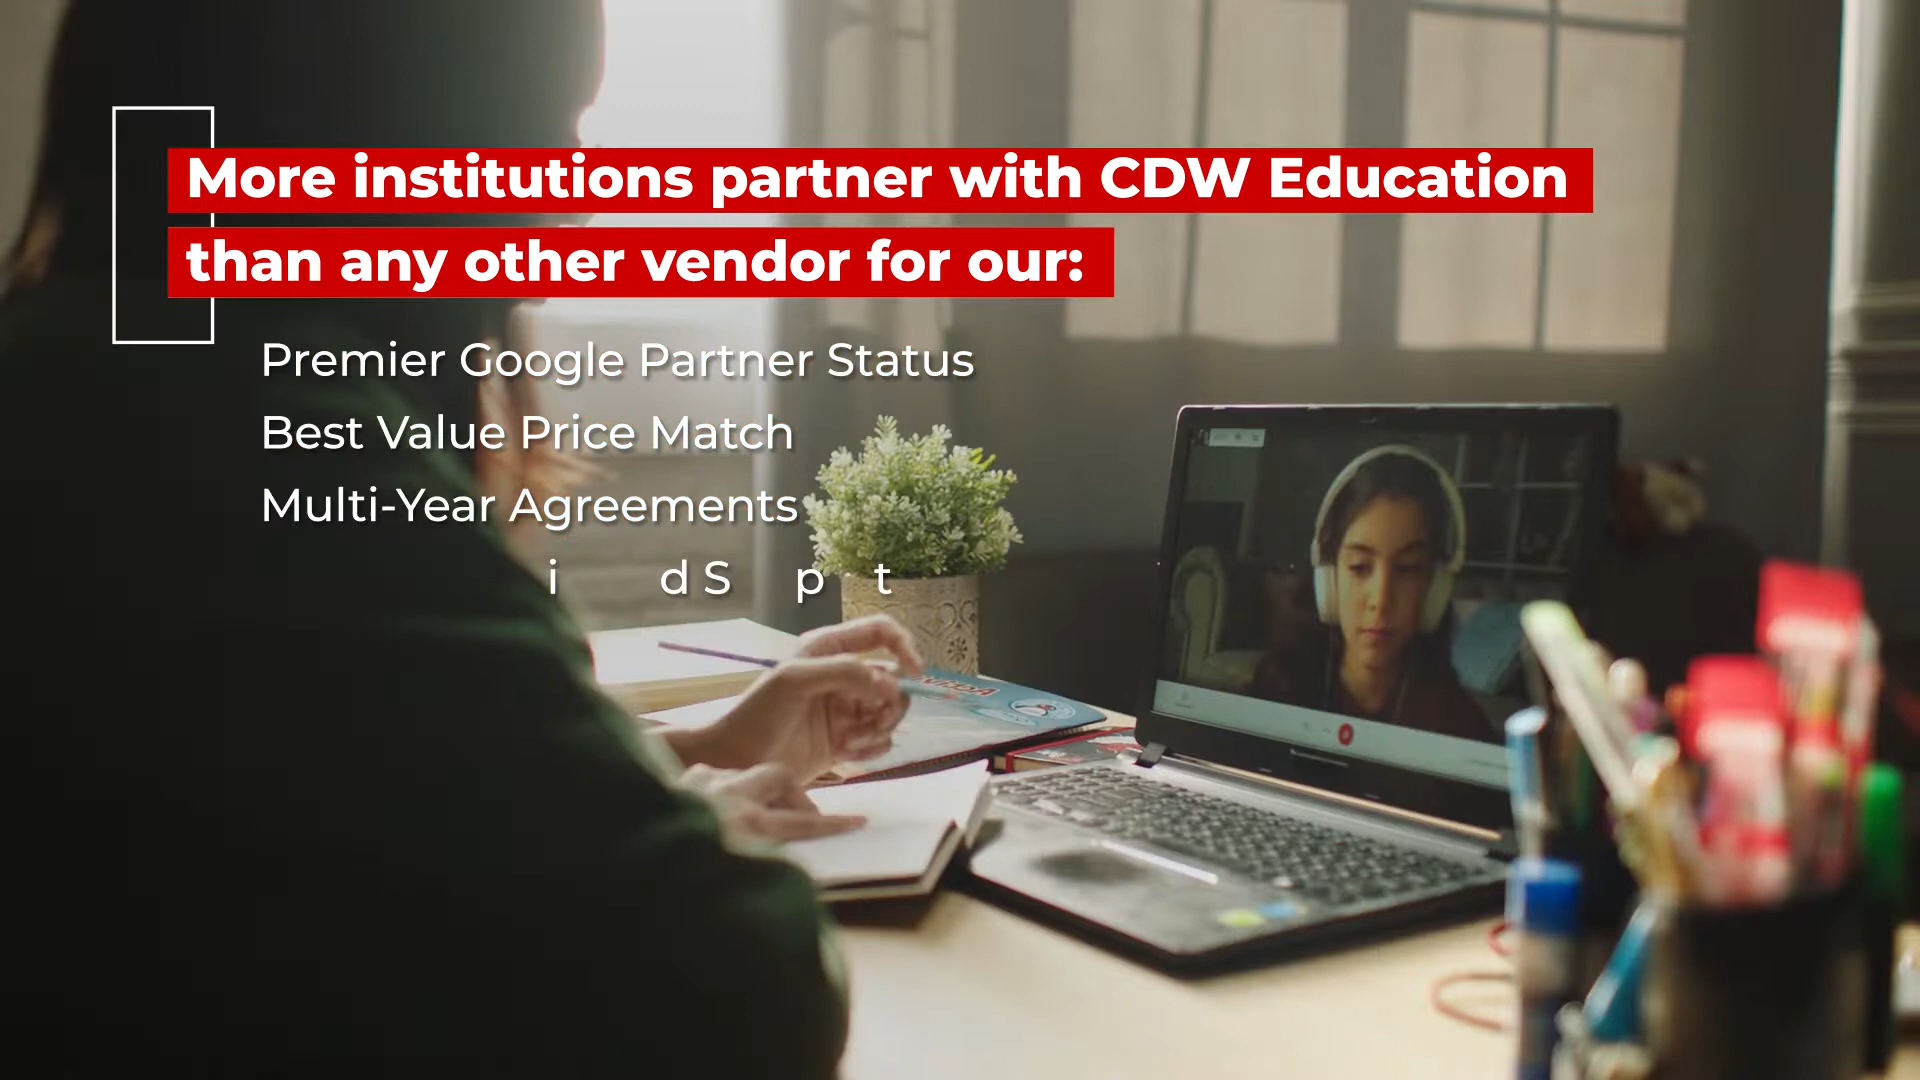 More institutions partner with CDW Education
than any other vendor for our:
Premier Google Partner Status
Best Value Price Match
Multi-Year Agreements
i d S p t